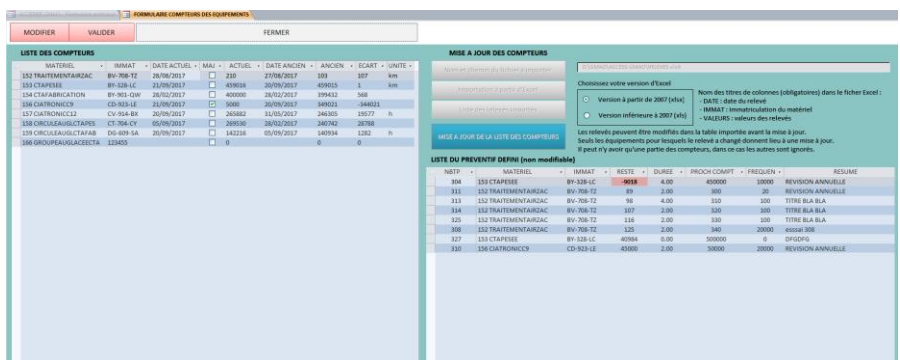 FORMULAIRE COMPTEURS DES EQUIPEMENTS
MODIFIER VALIDER FERMER
LISTE DES COMPTEURS
MATERIEL IMMAT DATE ACTUEL MAJ ACTUEL DATE ANCIEN ANCIEN ECART UNITE
152 TRAITEMENTAIRZAC BV-708-TZ 28/08/2017 210 27/08/2017 103 107 km
153 CTAPESEE BY-328-LC 21/09/2017 459016 20/09/2017 459015 1 km
154 CTAFABRICATION BY-901-QW 28/02/2017 400000 28/02/2017 399432 568
156 CIATRONICC9 CD-923-LE 21/09/2017 5000 20/09/2017 349021 -344021
157 CIATRONICC12 CV-914-BX 20/09/2017 265882 31/05/2017 246305 19577 h
158 CIRCULEAUGLCTAPES CT-704-CY 05/09/2017 269530 28/02/2017 240742 28788
159 CIRCULEAUGLCTAFAB DG-809-SA 20/09/2017 142216 05/09/2017 140934 1282 h
166 GROUPEAUGLACEECTA 123455 0 0 0
MISE A JOUR DES COMPTEURS
Nom et chemin du fichier à importer
Importation à partir d'Excel
Liste des relevés importés
MISE A JOUR DE LA LISTE DES COMPTEURS
Choisissez votre version d'Excel
Version à partir de 2007 (xlsx)
Version inférieure à 2007 (xls)
Nom des titres de colonnes (obligatoires) dans le fichier Excel :
- DATE : date du relevé
- IMMAT : Immatriculation du matériel
- VALEURS : valeurs des relevés
Les relevés peuvent être modifiés dans la table importée avant la mise à jour.
Seuls les équipements pour lesquels le relevé a changé donnent lieu à une mise à jour.
Il peut n'y avoir qu'une partie des compteurs, dans ce cas les autres sont ignorés.
LISTE DU PREVENTIF DEFINI (non modifiable)
NBTP MATERIEL IMMAT RESTE DUREE PROCH COMPT FREQUEN RESUME
304 153 CTAPESEE BY-328-LC -9018 4.00 450000 10000 REVISION ANNUELLE
311 152 TRAITEMENTAIRZAC BV-708-TZ 89 2.00 300 20 REVISION ANNUELLE
313 152 TRAITEMENTAIRZAC BV-708-TZ 98 4.00 310 100 TITRE BLA BLA
314 152 TRAITEMENTAIRZAC BV-708-TZ 107 2.00 320 100 TITRE BLA BLA
325 152 TRAITEMENTAIRZAC BV-708-TZ 116 2.00 330 100 TITRE BLA BLA
308 152 TRAITEMENTAIRZAC BV-708-TZ 125 2.00 340 20000 esssai 308
327 153 CTAPESEE BY-328-LC 40984 0.00 500000 0 DFGDFG
310 156 CIATRONICC9 CD-923-LE 45000 2.00 50000 20000 REVISION ANNUELLE